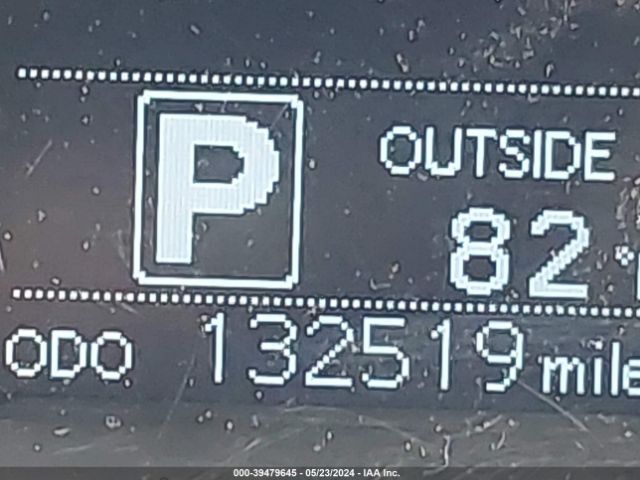 P
OUTSIDE
82
ODO 132519 mile
000-39479645 - 05/23/2024 - IAA Inc.